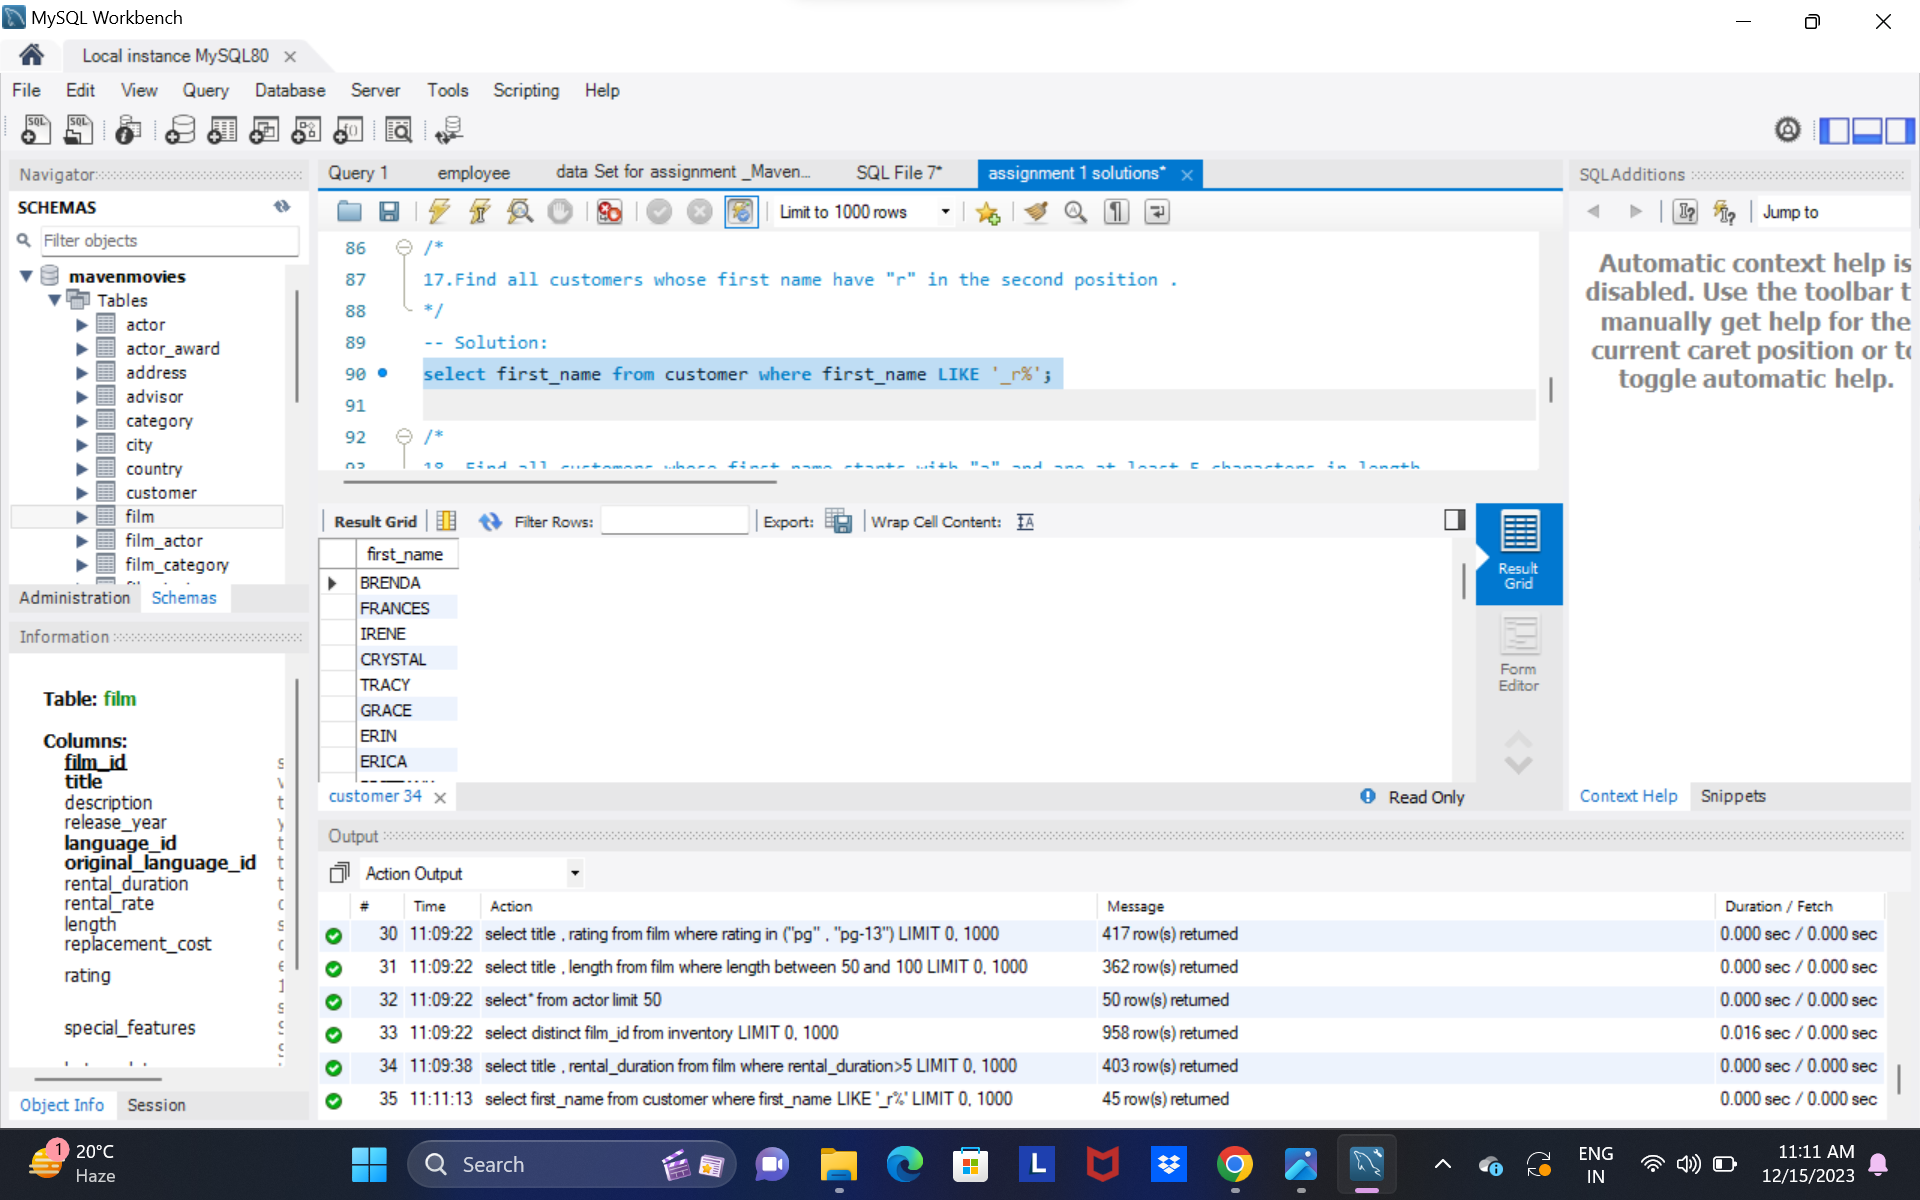 MySQL Workbench
Local instance MySQL80
File Edit View Query Database Server Tools Scripting Help
Navigator
SCHEMAS
Filter objects
mavenmovies
Tables
actor
actor_award
address
advisor
category
city
country
customer
film
film_actor
film_category
Administration Schemas
Information
Table: film
Columns:
film_id
title
description
release_year
language_id
original_language_id
rental_duration
rental_rate
length
replacement_cost
rating
special_features
Object Info Session
Query 1 employee data Set for assignment _Maven... SQL File 7* assignment 1 solutions*
Limit to 1000 rows
86 /*
87 17.Find all customers whose first name have "r" in the second position .
88 */
89 -- Solution:
90 select first_name from customer where first_name LIKE '_r%';
91
92 /*
93 18. Find all customers whose first name starts with "a" and are at least 5 characters in length
Result Grid Filter Rows: Export: Wrap Cell Content:
first_name
BRENDA
FRANCES
IRENE
CRYSTAL
TRACY
GRACE
ERIN
ERICA
Result Grid
Form Editor
customer 34
Read Only
SQLAdditions
Jump to
Automatic context help is
disabled. Use the toolbar t
manually get help for the
current caret position or to
toggle automatic help.
Context Help Snippets
Output
Action Output
# Time Action Message Duration / Fetch
30 11:09:22 select title , rating from film where rating in ("pg" , "pg-13") LIMIT 0, 1000 417 row(s) returned 0.000 sec / 0.000 sec
31 11:09:22 select title , length from film where length between 50 and 100 LIMIT 0, 1000 362 row(s) returned 0.000 sec / 0.000 sec
32 11:09:22 select* from actor limit 50 50 row(s) returned 0.000 sec / 0.000 sec
33 11:09:22 select distinct film_id from inventory LIMIT 0, 1000 958 row(s) returned 0.016 sec / 0.000 sec
34 11:09:38 select title , rental_duration from film where rental_duration>5 LIMIT 0, 1000 403 row(s) returned 0.000 sec / 0.000 sec
35 11:11:13 select first_name from customer where first_name LIKE '_r%' LIMIT 0, 1000 45 row(s) returned 0.000 sec / 0.000 sec
1
20°C
Haze
Search
L
ENG
IN
11:11 AM
12/15/2023